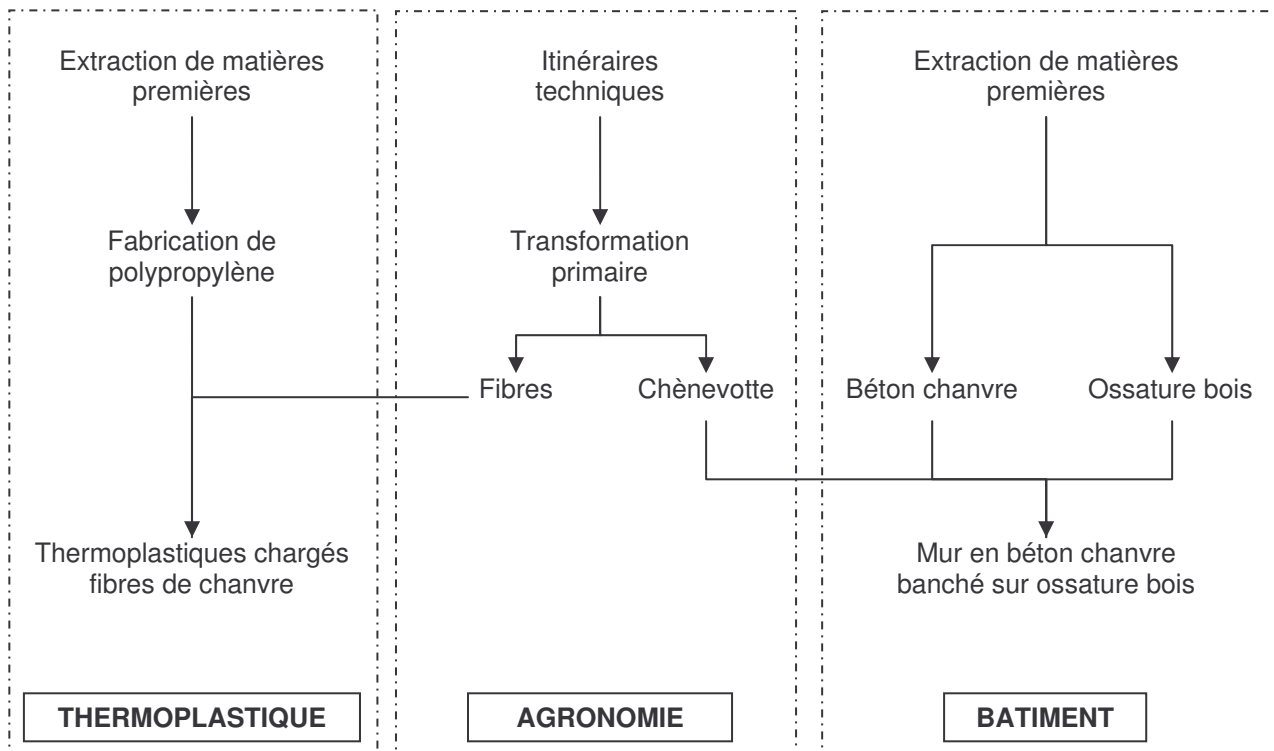 Extraction de matières
premières
Itinéraires
techniques
Extraction de matières
premières
Fabrication de
polypropylène
Transformation
primaire
Fibres
Chènevotte
Béton chanvre
Ossature bois
Thermoplastiques chargés
fibres de chanvre
Mur en béton chanvre
banché sur ossature bois
THERMOPLASTIQUE
AGRONOMIE
BATIMENT